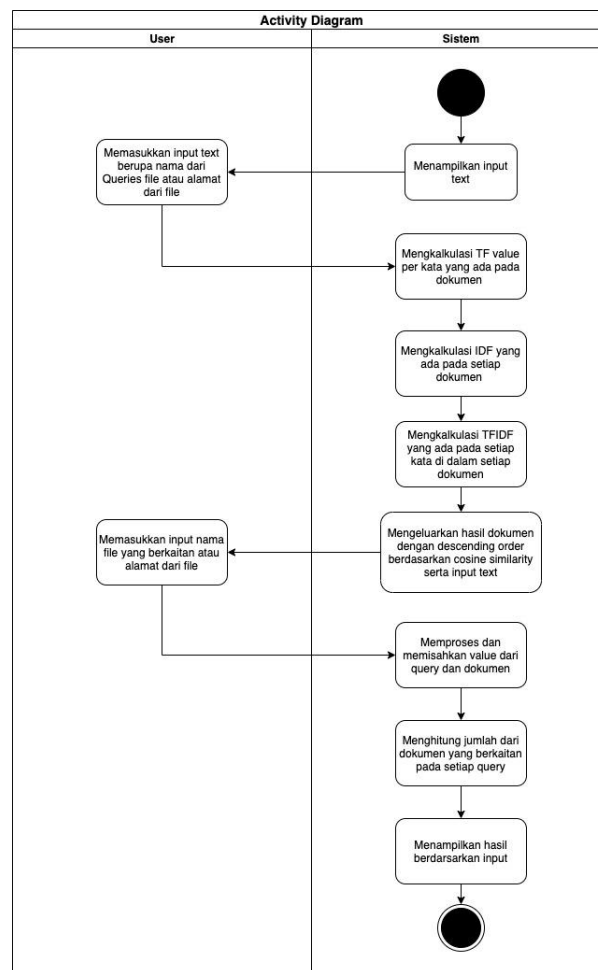 Activity Diagram
User
Sistem
Menampilkan input
text
Memasukkan input text
berupa nama dari
Queries file atau alamat
dari file
Mengkalkulasi TF value
per kata yang ada pada
dokumen
Mengkalkulasi IDF yang
ada pada setiap
dokumen
Mengkalkulasi TFIDF
yang ada pada setiap
kata di dalam setiap
dokumen
Mengeluarkan hasil dokumen
dengan descending order
berdasarkan cosine similarity
serta input text
Memasukkan input nama
file yang berkaitan atau
alamat dari file
Memproses dan
memisahkan value dari
query dan dokumen
Menghitung jumlah dari
dokumen yang berkaitan
pada setiap query
Menampilkan hasil
berdarsarkan input